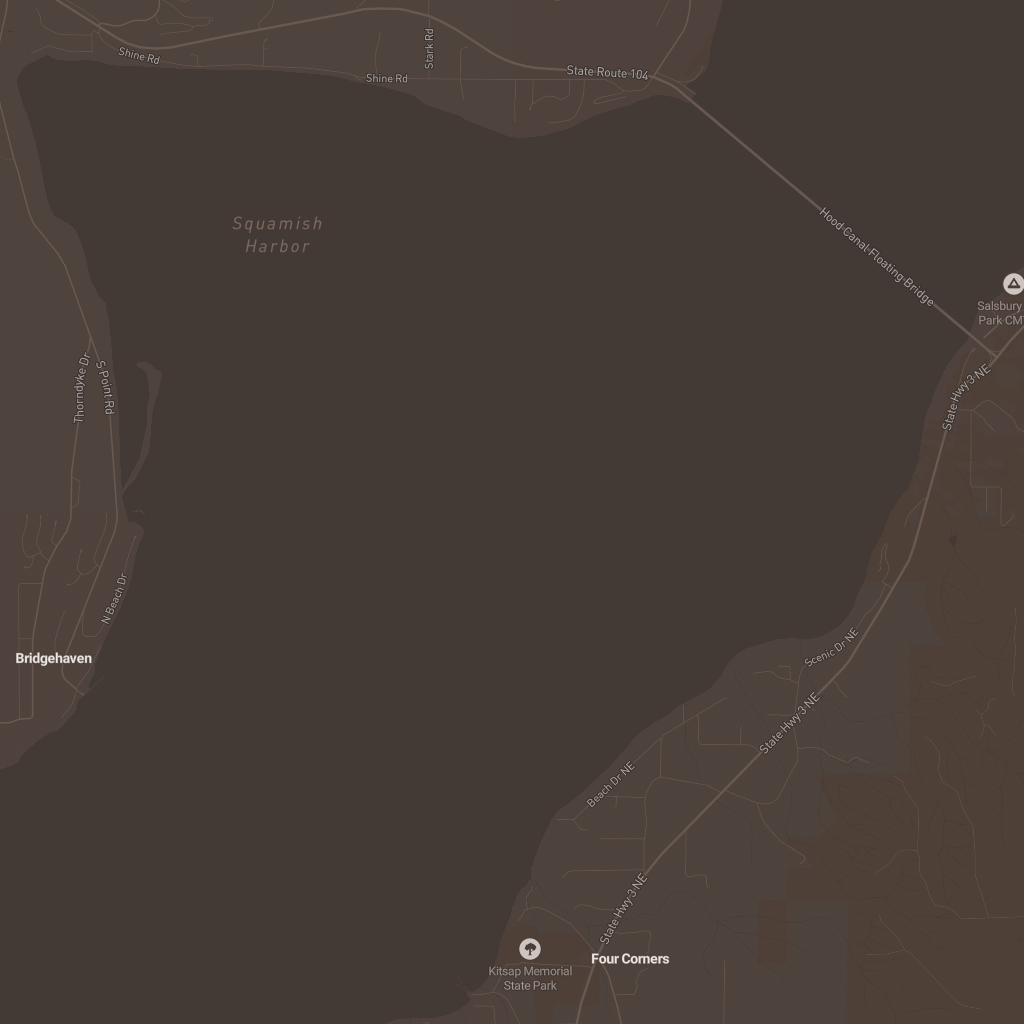 Stark Rd
Shine Rd
Shine Rd
State Route 104
Squamish
Harbor
Hood Canal Floating Bridge
Salsbury
Park CMT
Thorndyke Dr
S Point Rd
State Hwy 3 NE
N Beach Dr
Scenic Dr NE
Bridgehaven
State Hwy 3 NE
Beach Dr NE
State Hwy 3 NE
Four Corners
Kitsap Memorial
State Park